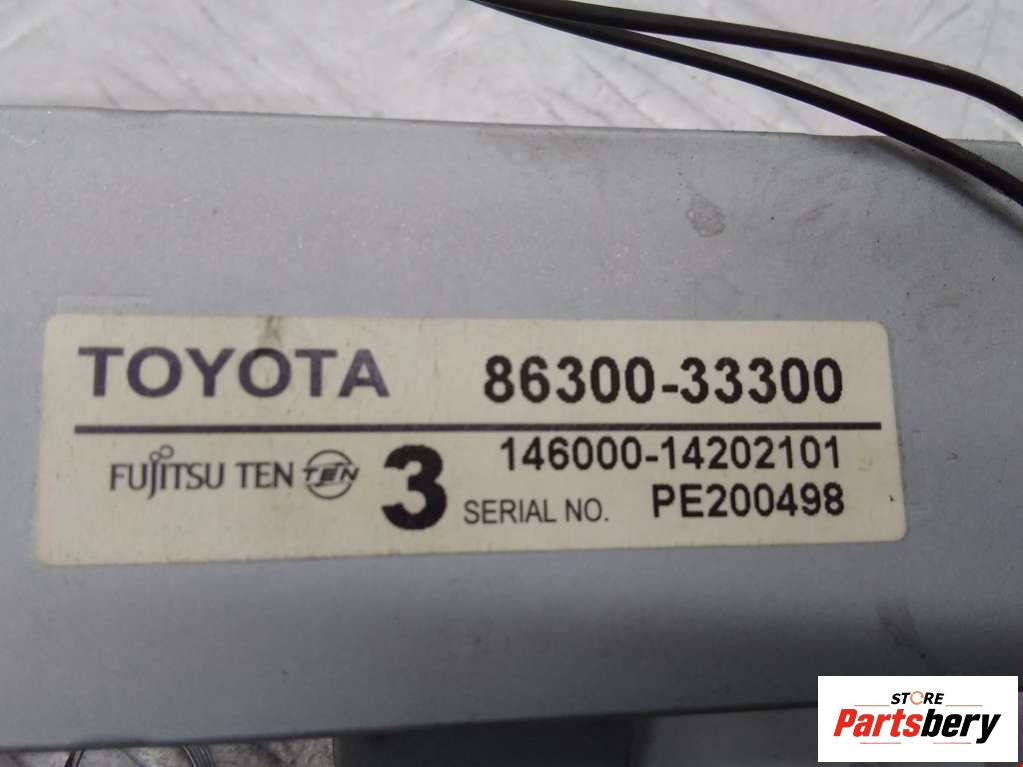 TOYOTA 86300-33300
FUJITSU TEN TEN 3 146000-14202101
SERIAL NO. PE200498
STORE
Partsbery